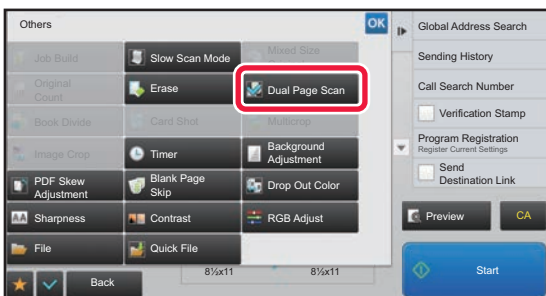 Others
OK
Job Build
Slow Scan Mode
Mixed Size
Original
Count
Erase
Dual Page Scan
Book Divide
Card Shot
Multicrop
Image Crop
Timer
Background
Adjustment
PDF Skew
Adjustment
Blank Page
Skip
Drop Out Color
Sharpness
Contrast
RGB Adjust
File
Quick File
Back
8½x11
8½x11
Global Address Search
Sending History
Call Search Number
Verification Stamp
Program Registration
Register Current Settings
Send
Destination Link
Preview
CA
Start